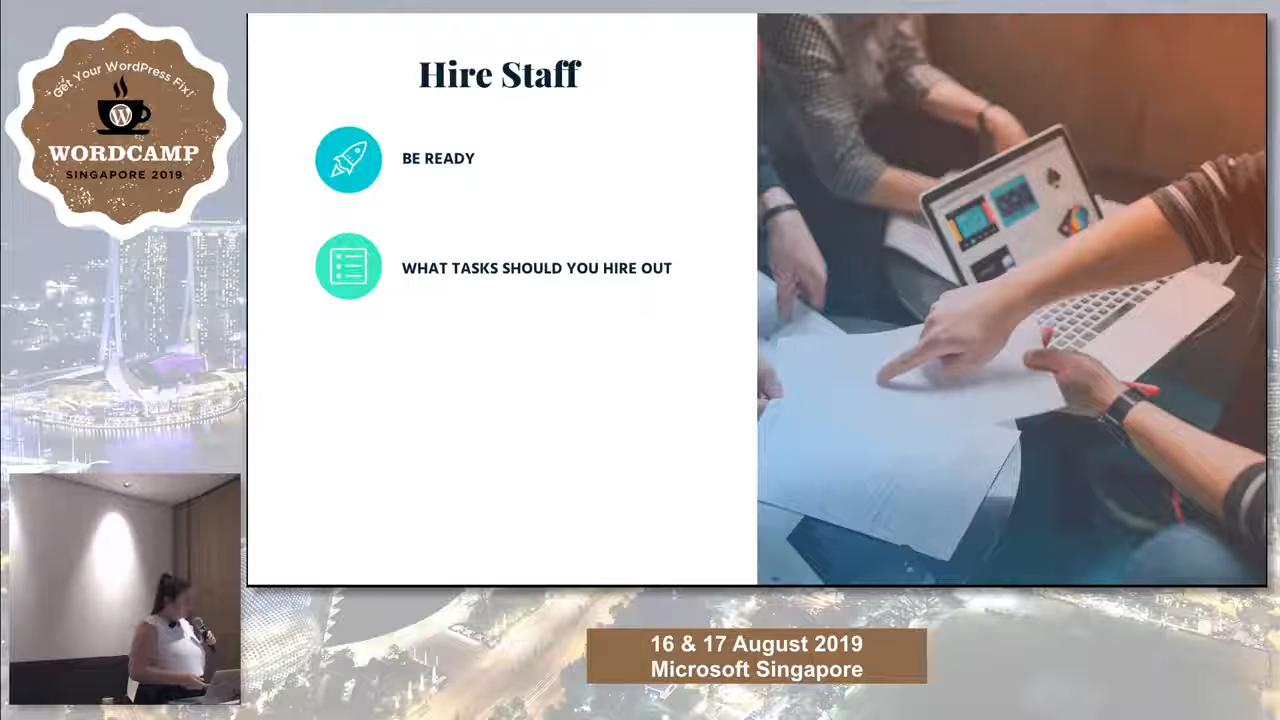 Get Your WordPress Fix!
WORDCAMP
SINGAPORE 2019
Hire Staff
BE READY
WHAT TASKS SHOULD YOU HIRE OUT
16 & 17 August 2019
Microsoft Singapore